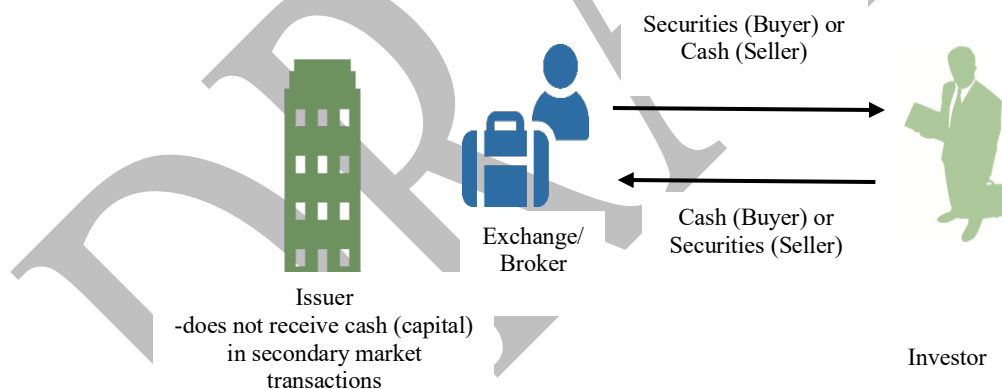 Securities (Buyer) or
Cash (Seller)
Cash (Buyer) or
Securities (Seller)
Exchange/
Broker
Issuer
-does not receive cash (capital)
in secondary market
transactions
Investor